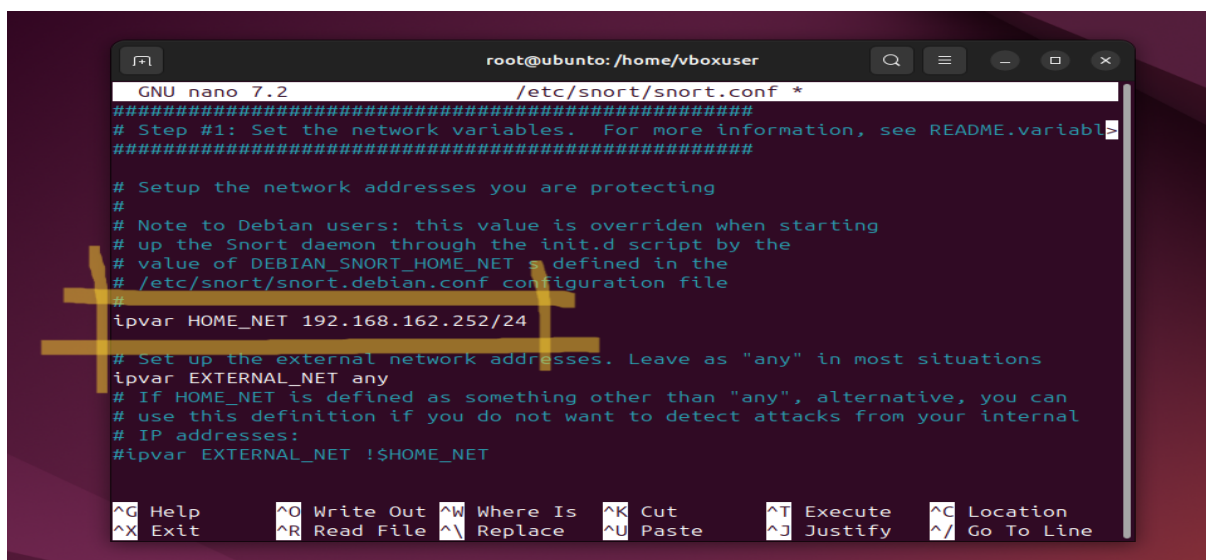 root@ubunto: /home/vboxuser
GNU nano 7.2 /etc/snort/snort.conf *
###################################################
# Step #1: Set the network variables. For more information, see README.variabl>
###################################################
# Setup the network addresses you are protecting
#
# Note to Debian users: this value is overriden when starting
# up the Snort daemon through the init.d script by the
# value of DEBIAN_SNORT_HOME_NET s defined in the
# /etc/snort/snort.debian.conf configuration file
#
ipvar HOME_NET 192.168.162.252/24
# Set up the external network addresses. Leave as "any" in most situations
ipvar EXTERNAL_NET any
# If HOME_NET is defined as something other than "any", alternative, you can
# use this definition if you do not want to detect attacks from your internal
# IP addresses:
#ipvar EXTERNAL_NET !$HOME_NET
^G Help ^O Write Out ^W Where Is ^K Cut ^T Execute ^C Location
^X Exit ^R Read File ^\ Replace ^U Paste ^J Justify ^/ Go To Line